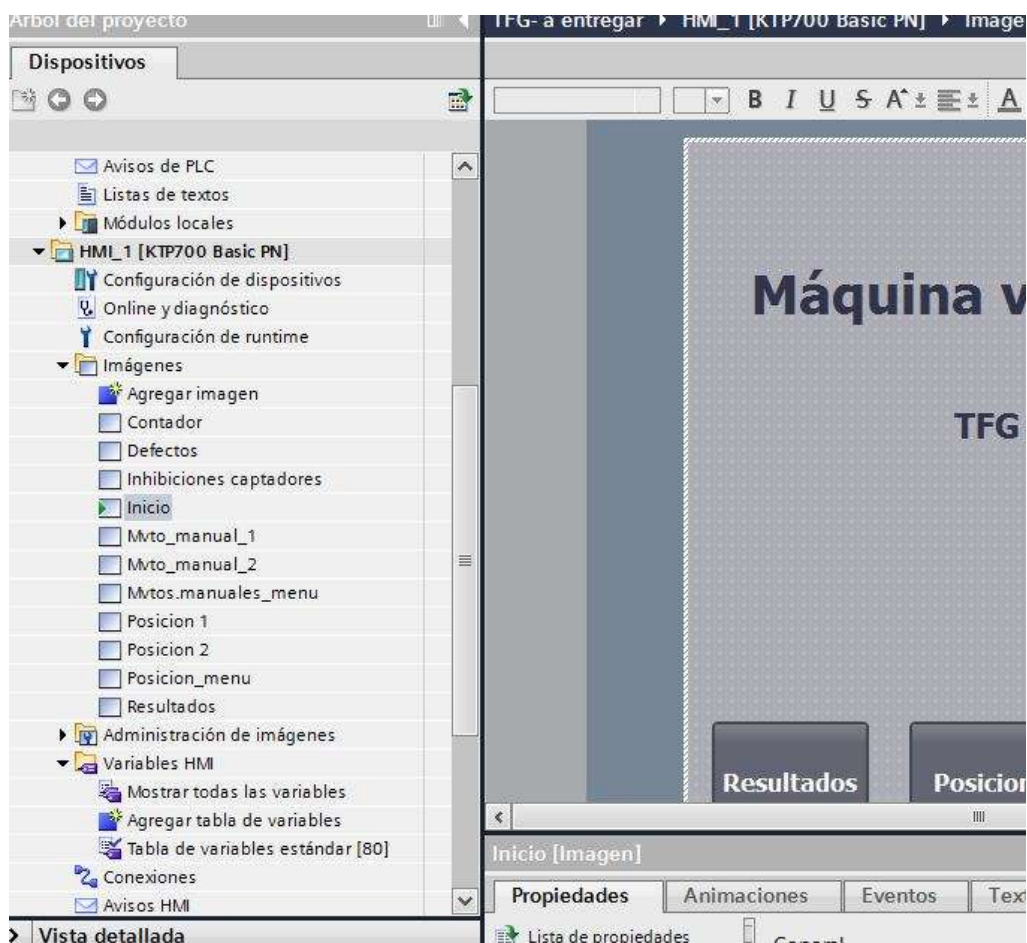 Árbol del proyecto
TFG- a entregar ▸ HMI_1 [KTP700 Basic PN] ▸ Image
Dispositivos
B I U S A A
Avisos de PLC
Listas de textos
Módulos locales
HMI_1 [KTP700 Basic PN]
Configuración de dispositivos
Online y diagnóstico
Configuración de runtime
Imágenes
Agregar imagen
Contador
Defectos
Inhibiciones captadores
Inicio
Mvto_manual_1
Mvto_manual_2
Mvtos.manuales_menu
Posicion 1
Posicion 2
Posicion_menu
Resultados
Administración de imágenes
Variables HMI
Mostrar todas las variables
Agregar tabla de variables
Tabla de variables estándar [80]
Conexiones
Avisos HMI
Vista detallada
Máquina v
TFG
Resultados
Posicion
Inicio [Imagen]
Propiedades
Animaciones
Eventos
Text
Lista de propiedades
General